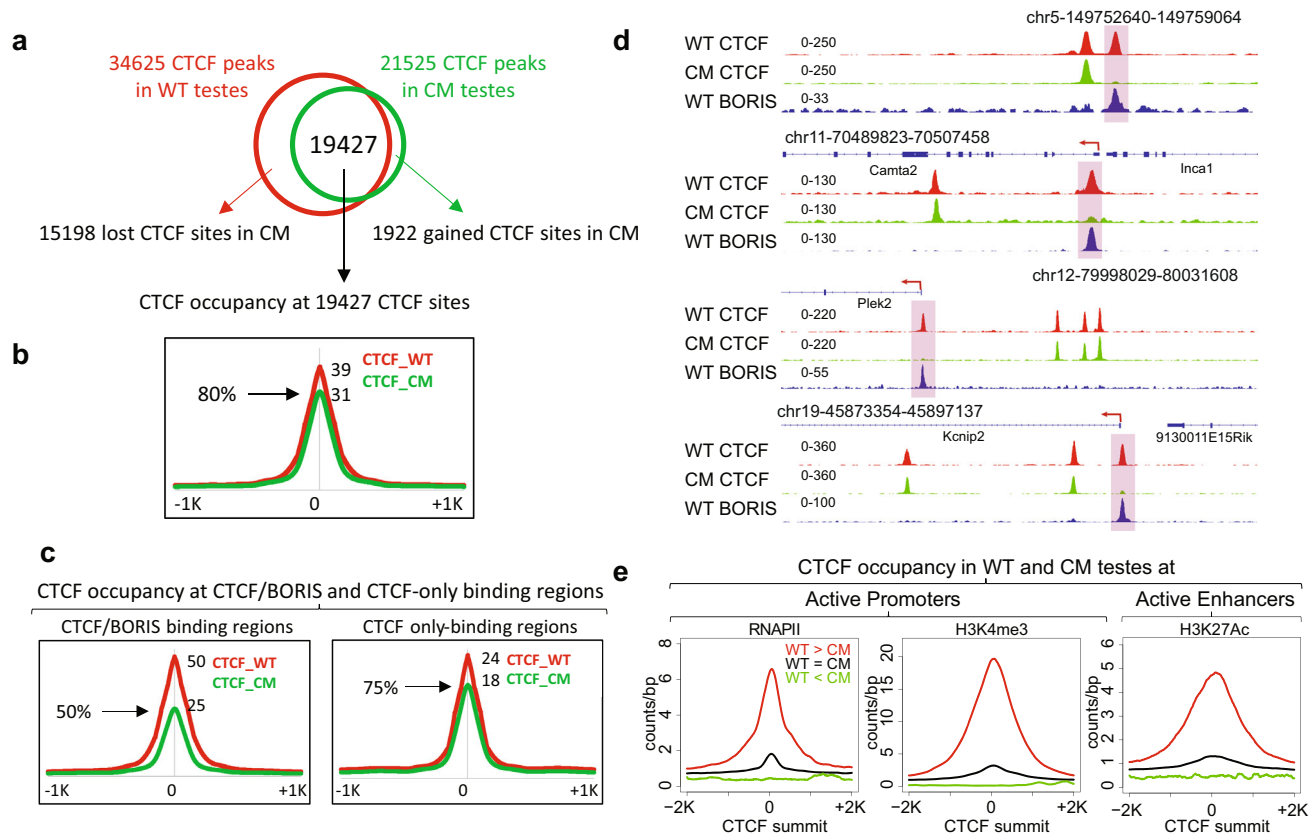 a
34625 CTCF peaks
in WT testes
21525 CTCF peaks
in CM testes
19427
15198 lost CTCF sites in CM
1922 gained CTCF sites in CM
CTCF occupancy at 19427 CTCF sites
b
CTCF_WT
CTCF_CM
39
31
80%
-1K
0
+1K
c
CTCF occupancy at CTCF/BORIS and CTCF-only binding regions
CTCF/BORIS binding regions
50
CTCF_WT
CTCF_CM
25
50%
-1K
0
+1K
CTCF only-binding regions
24
CTCF_WT
18
CTCF_CM
75%
-1K
0
+1K
d
chr5-149752640-149759064
WT CTCF
0-250
CM CTCF
0-250
WT BORIS
0-33
chr11-70489823-70507458
Camta2
Inca1
WT CTCF
0-130
CM CTCF
0-130
WT BORIS
0-130
chr12-79998029-80031608
Plek2
WT CTCF
0-220
CM CTCF
0-220
WT BORIS
0-55
chr19-45873354-45897137
Kcnip2
9130011E15Rik
WT CTCF
0-360
CM CTCF
0-360
WT BORIS
0-100
e
CTCF occupancy in WT and CM testes at
Active Promoters
Active Enhancers
RNAPII
counts/bp
8
6
4
2
0
WT > CM
WT = CM
WT < CM
−2K
0
+2K
CTCF summit
H3K4me3
counts/bp
20
15
10
5
0
−2K
0
+2K
CTCF summit
H3K27Ac
counts/bp
6
5
4
3
2
1
0
−2K
0
+2K
CTCF summit